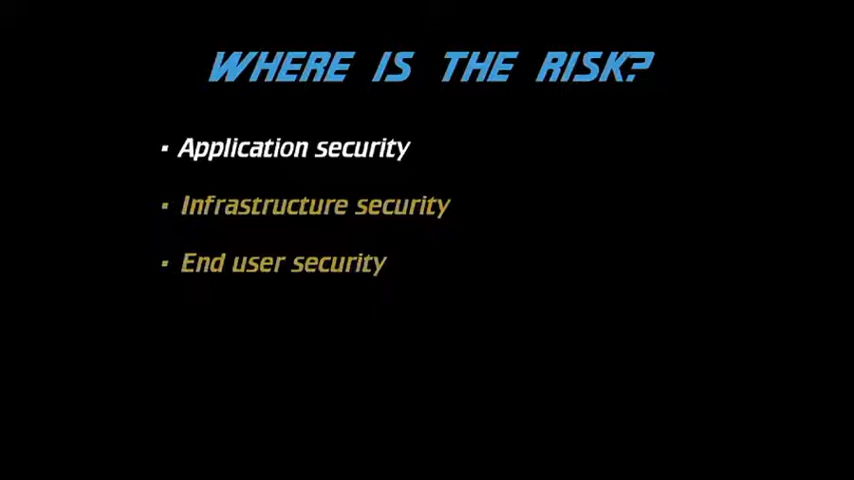 WHERE IS THE RISK?
· Application security
· Infrastructure security
· End user security